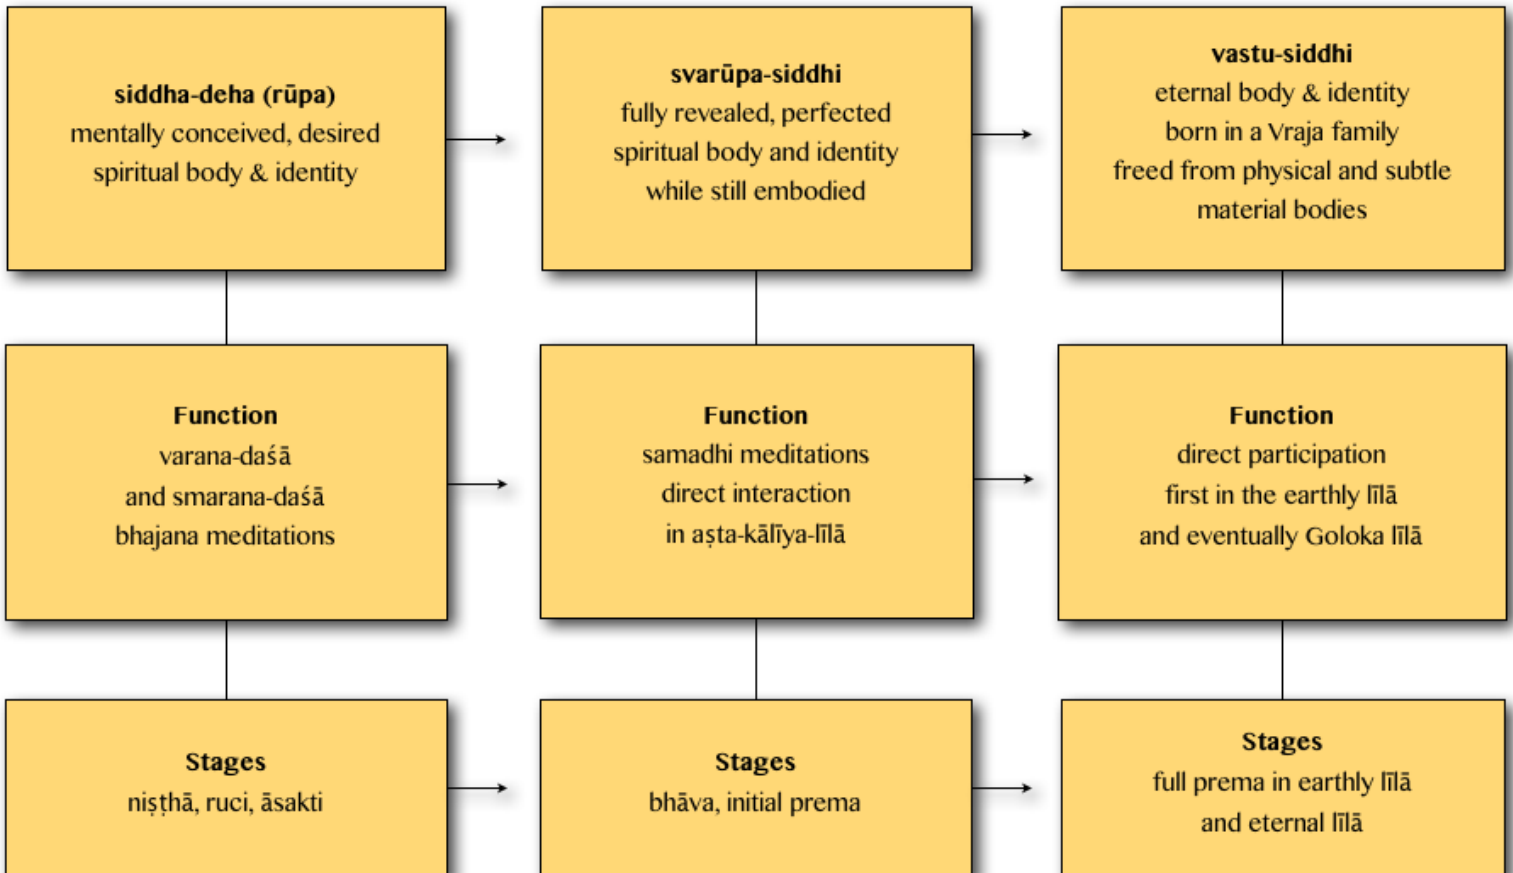 siddha-deha (rūpa)
mentally conceived, desired
spiritual body & identity
svarūpa-siddhi
fully revealed, perfected
spiritual body and identity
while still embodied
vastu-siddhi
eternal body & identity
born in a Vraja family
freed from physical and subtle
material bodies
Function
varana-daśā
and smarana-daśā
bhajana meditations
Function
samadhi meditations
direct interaction
in aṣta-kālīya-līlā
Function
direct participation
first in the earthly līlā
and eventually Goloka līlā
Stages
niṣṭhā, ruci, āsakti
Stages
bhāva, initial prema
Stages
full prema in earthly līlā
and eternal līlā